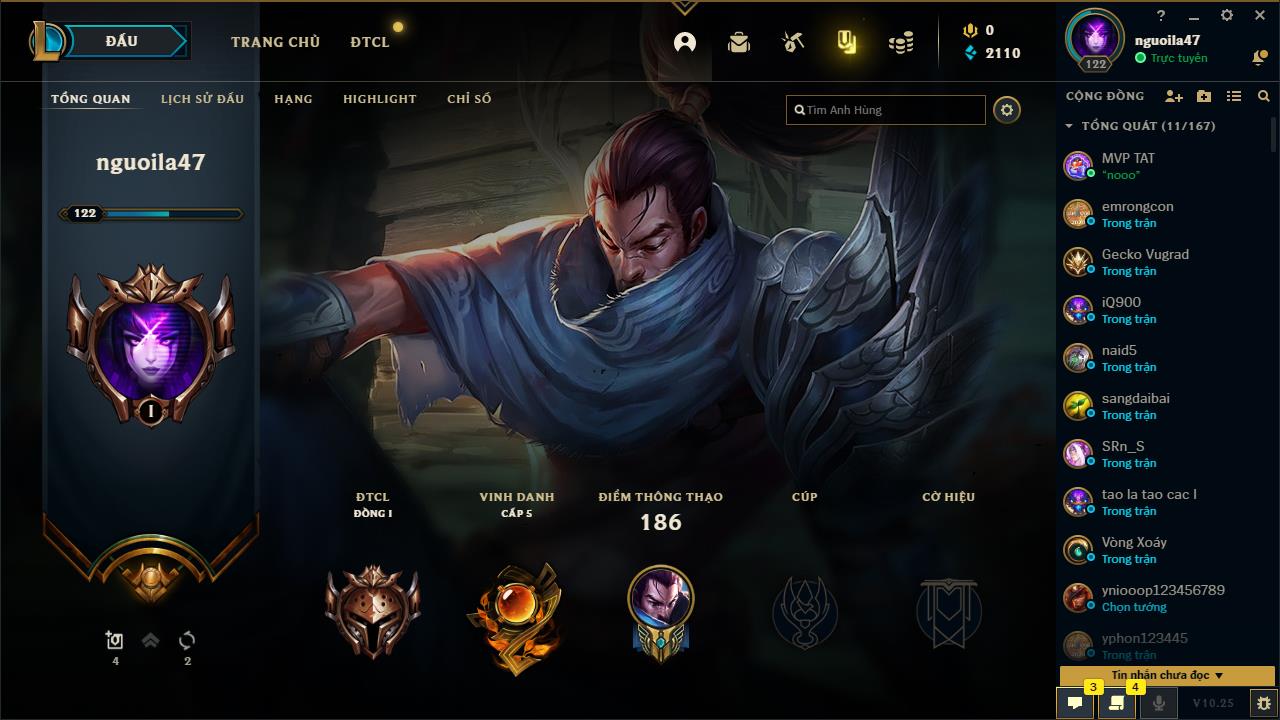 ĐẤU
TRANG CHỦ
ĐTCL
0
2110
?
nguoila47
Trực tuyến
122
TỔNG QUAN
LỊCH SỬ ĐẤU
HẠNG
HIGHLIGHT
CHỈ SỐ
Tìm Anh Hùng
CỘNG ĐỒNG
TỔNG QUÁT (11/167)
nguoila47
122
I
MVP TAT
"nooo"
emrongcon
Trong trận
Gecko Vugrad
Trong trận
iQ900
Trong trận
naid5
Trong trận
sangdaibai
Trong trận
SRn_S
Trong trận
tao la tao cac I
Trong trận
Vòng Xoáy
Trong trận
yniooop123456789
Chọn tướng
yphon123445
Trong trận
ĐTCL
ĐỒNG I
VINH DANH
CẤP 5
ĐIỂM THÔNG THẠO
186
CÚP
CỜ HIỆU
4
2
Tin nhắn chưa đọc
3
4
V10.25